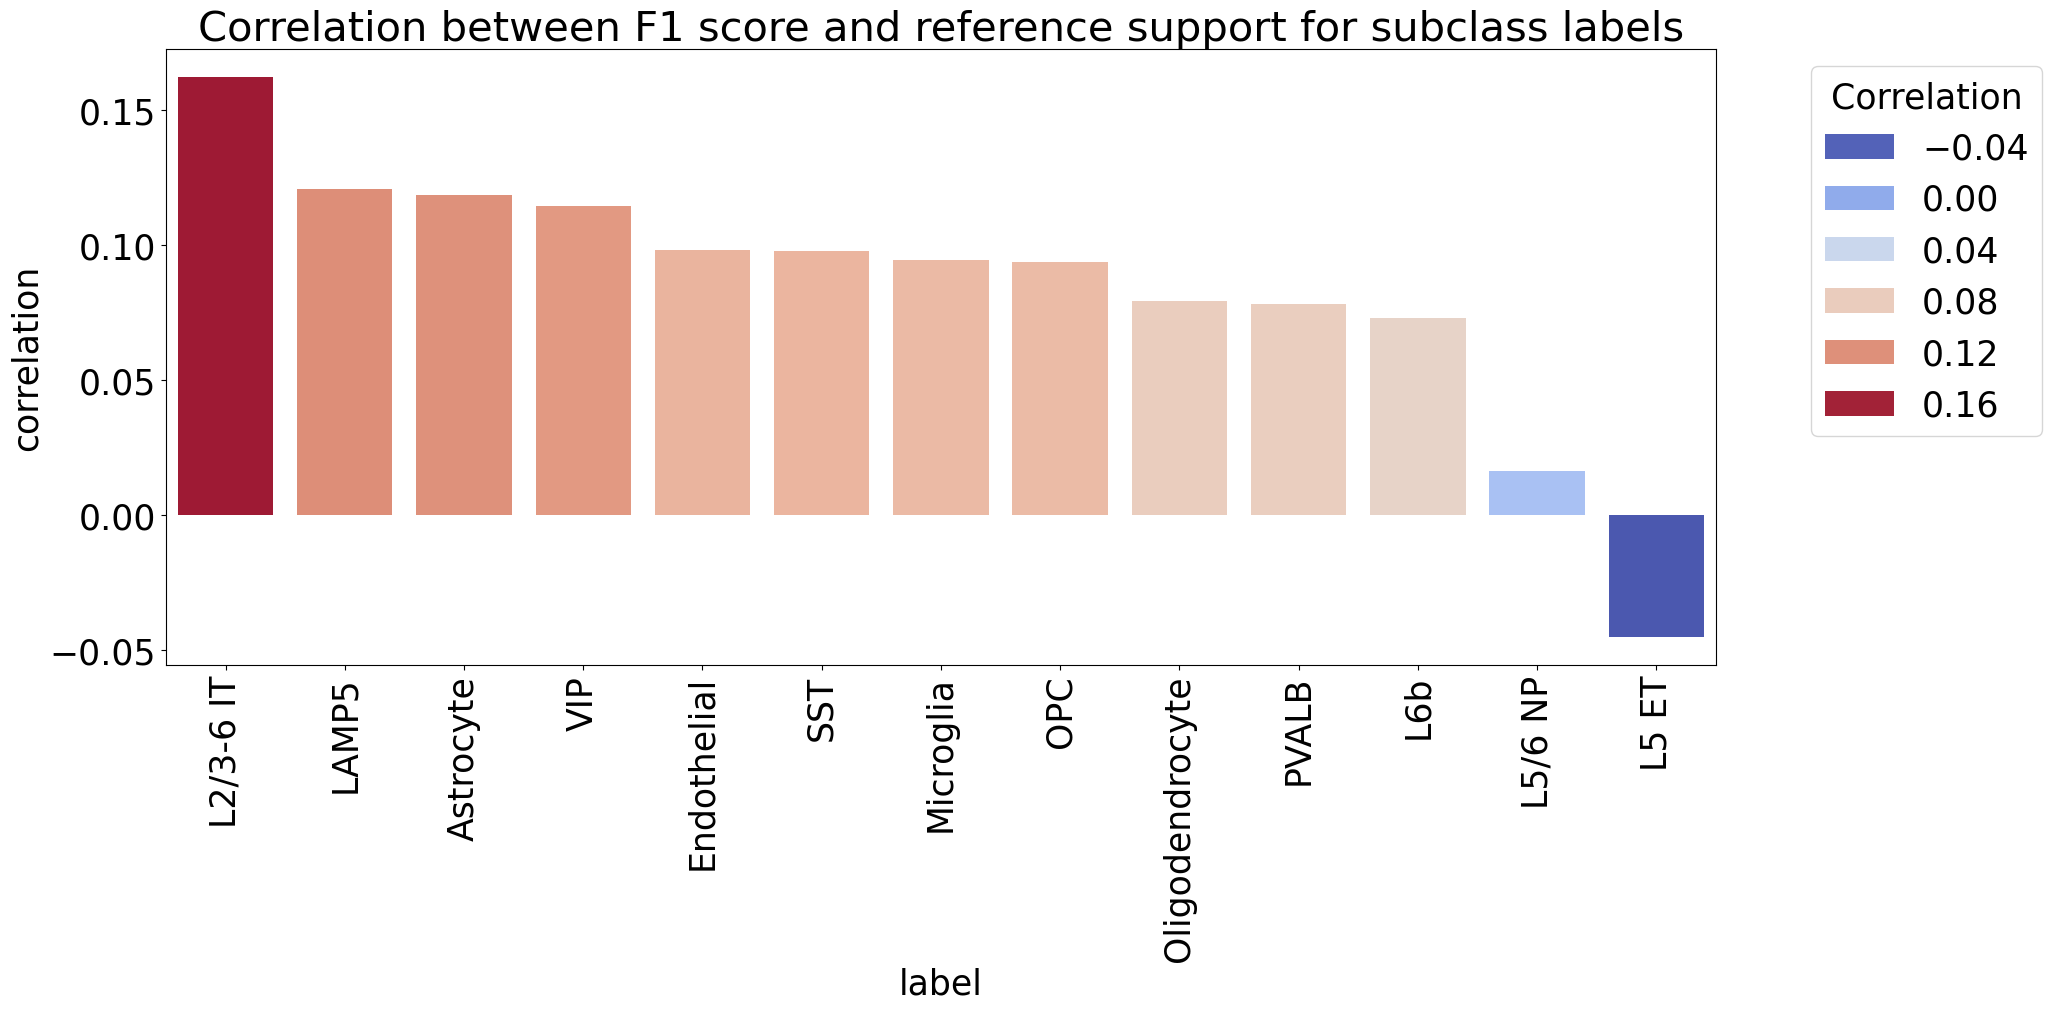 Correlation between F1 score and reference support for subclass labels
correlation
0.15
0.10
0.05
0.00
−0.05
L2/3-6 IT
LAMP5
Astrocyte
VIP
Endothelial
SST
Microglia
OPC
Oligodendrocyte
PVALB
L6b
L5/6 NP
L5 ET
label
Correlation
−0.04
0.00
0.04
0.08
0.12
0.16